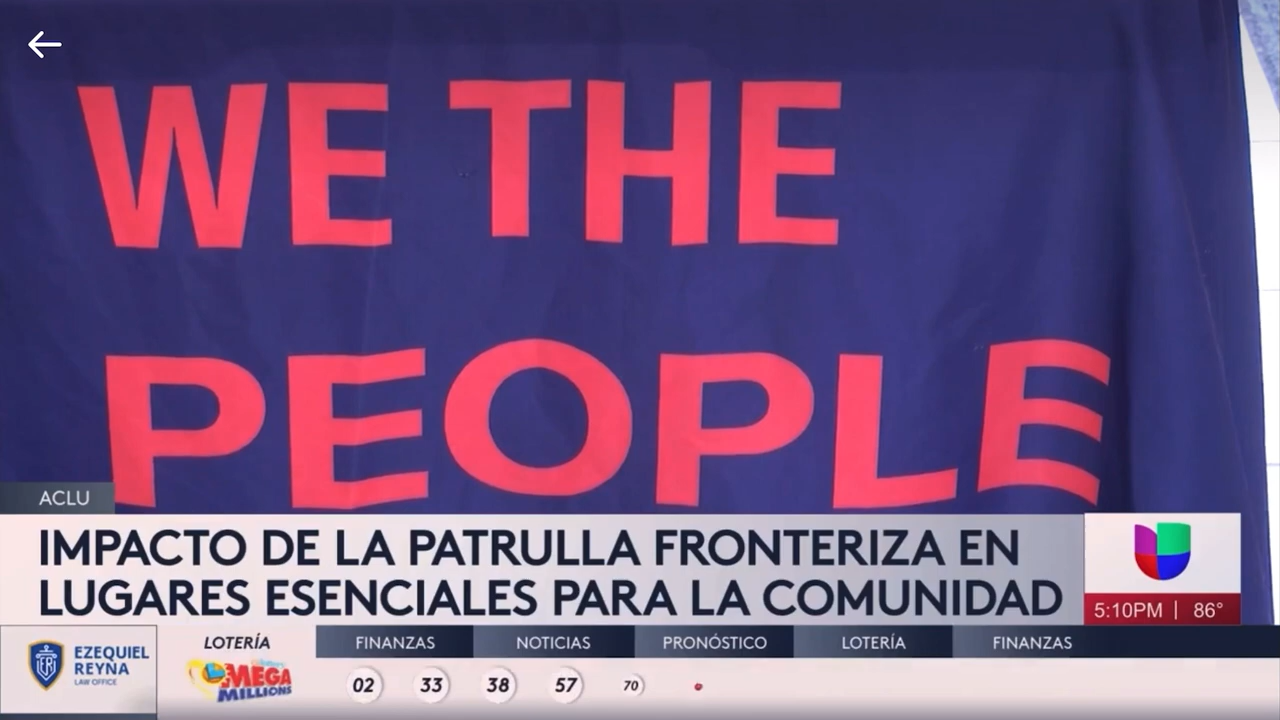 WE THE
PEOPLE
ACLU
IMPACTO DE LA PATRULLA FRONTERIZA EN
LUGARES ESENCIALES PARA LA COMUNIDAD
5:10PM | 86°
EZEQUIEL
REYNA
LAW OFFICE
LOTERÍA
FINANZAS
NOTICIAS
PRONÓSTICO
LOTERÍA
FINANZAS
MEGA
MILLIONS
02 33 38 57 70